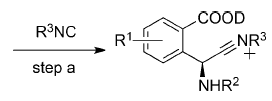 R³NC
step a
R¹
COOD
NR³
+
NHR²